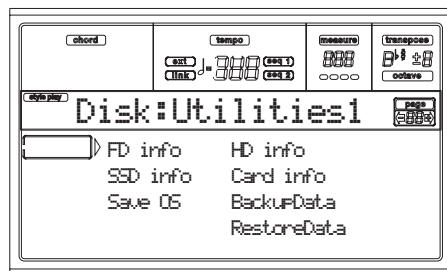 chord
tempo
measure
transpose
ext
link
seq 1
seq 2
octave
style play
Disk:Utilities1
page
FD info
HD info
SSD info
Card info
Save OS
BackupData
RestoreData